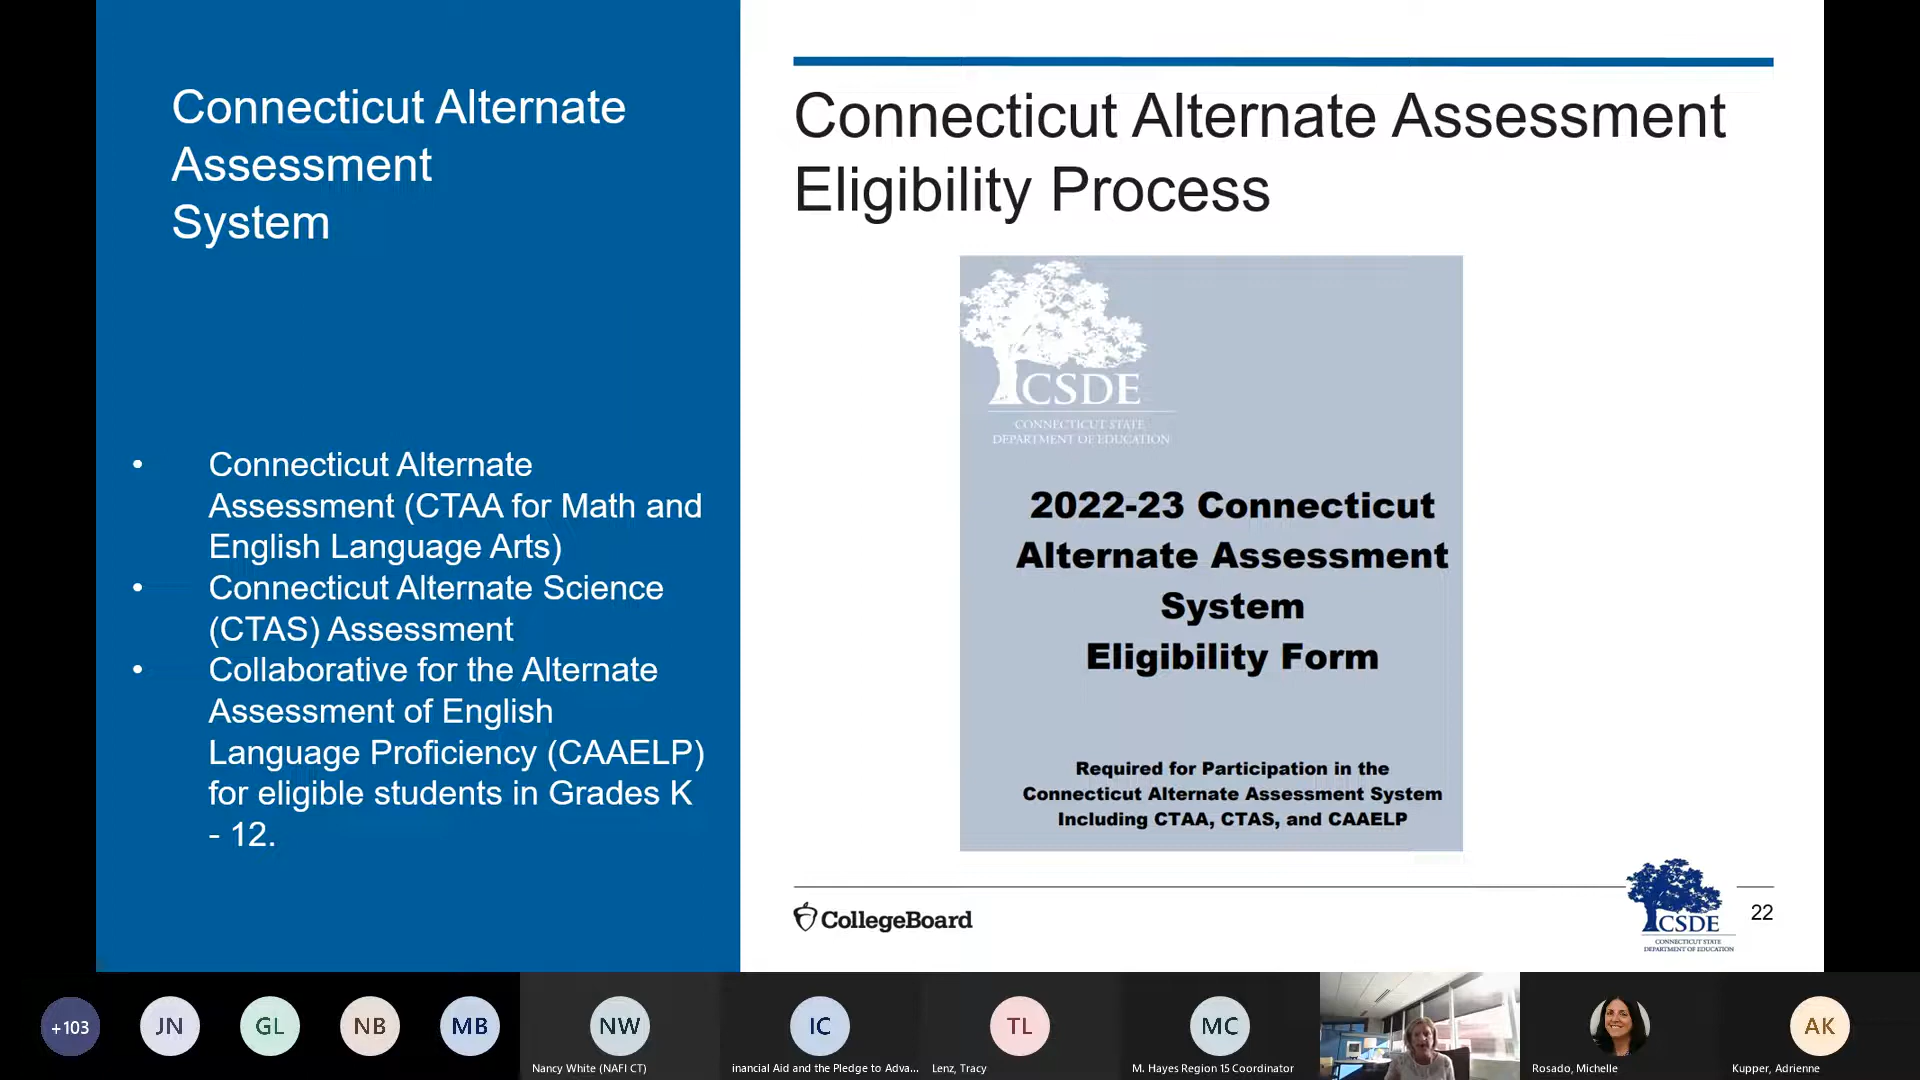 Connecticut Alternate
Assessment
System
• Connecticut Alternate
Assessment (CTAA for Math and
English Language Arts)
• Connecticut Alternate Science
(CTAS) Assessment
• Collaborative for the Alternate
Assessment of English
Language Proficiency (CAAELP)
for eligible students in Grades K
- 12.
Connecticut Alternate Assessment
Eligibility Process
CSDE
CONNECTICUT STATE
DEPARTMENT OF EDUCATION
2022-23 Connecticut
Alternate Assessment
System
Eligibility Form
Required for Participation in the
Connecticut Alternate Assessment System
Including CTAA, CTAS, and CAAELP
CollegeBoard
CSDE
CONNECTICUT STATE
DEPARTMENT OF EDUCATION
22
+103
JN
GL
NB
MB
NW
Nancy White (NAFI CT)
IC
inancial Aid and the Pledge to Adva...
TL
Lenz, Tracy
MC
M. Hayes Region 15 Coordinator
Rosado, Michelle
AK
Kupper, Adrienne